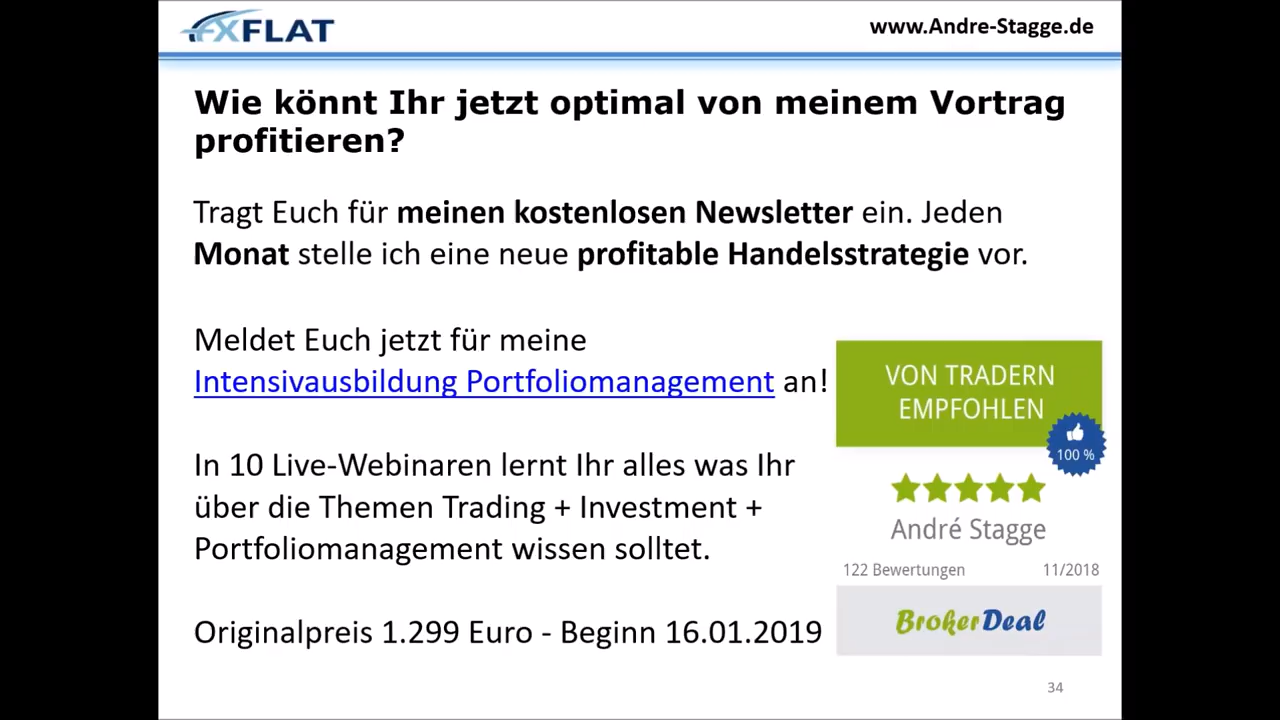 FXFLAT
www.Andre-Stagge.de
Wie könnt Ihr jetzt optimal von meinem Vortrag
profitieren?
Tragt Euch für meinen kostenlosen Newsletter ein. Jeden
Monat stelle ich eine neue profitable Handelsstrategie vor.
Meldet Euch jetzt für meine
Intensivausbildung Portfoliomanagement an!
In 10 Live-Webinaren lernt Ihr alles was Ihr
über die Themen Trading + Investment +
Portfoliomanagement wissen solltet.
Originalpreis 1.299 Euro - Beginn 16.01.2019
VON TRADERN
EMPFOHLEN
100 %
André Stagge
122 Bewertungen 11/2018
BrokerDeal
34